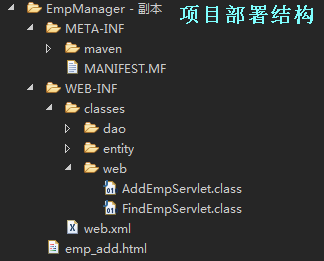 EmpManager - 副本
项目部署结构
META-INF
maven
MANIFEST.MF
WEB-INF
classes
dao
entity
web
AddEmpServlet.class
FindEmpServlet.class
web.xml
emp_add.html